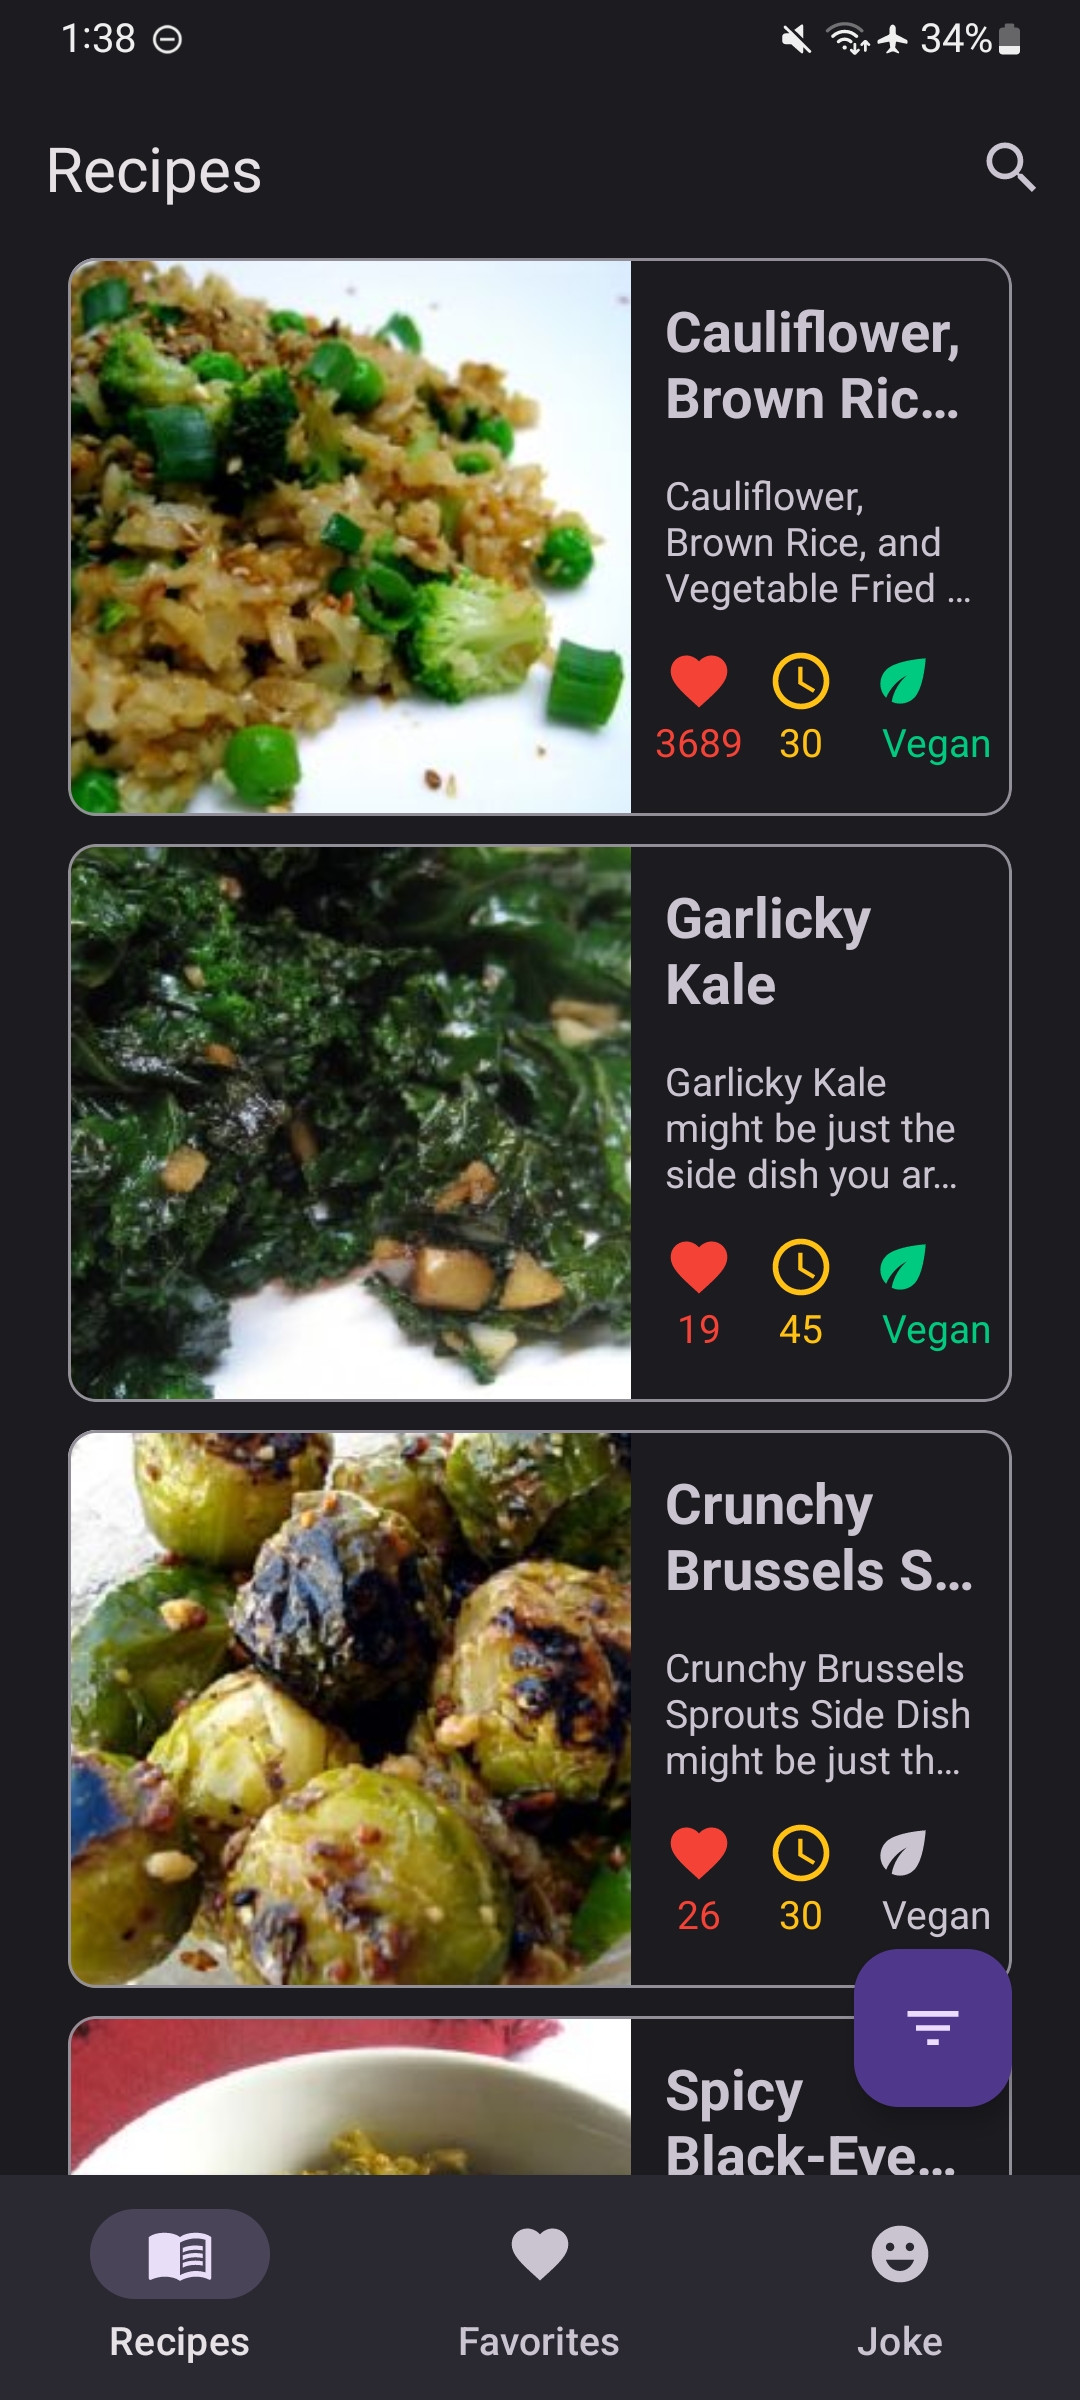 1:38
34%
Recipes
Cauliflower,
Brown Ric...
Cauliflower,
Brown Rice, and
Vegetable Fried ...
3689 30 Vegan
Garlicky
Kale
Garlicky Kale
might be just the
side dish you ar...
19 45 Vegan
Crunchy
Brussels S...
Crunchy Brussels
Sprouts Side Dish
might be just th...
26 30 Vegan
Spicy
Black-Eye...
Recipes Favorites Joke